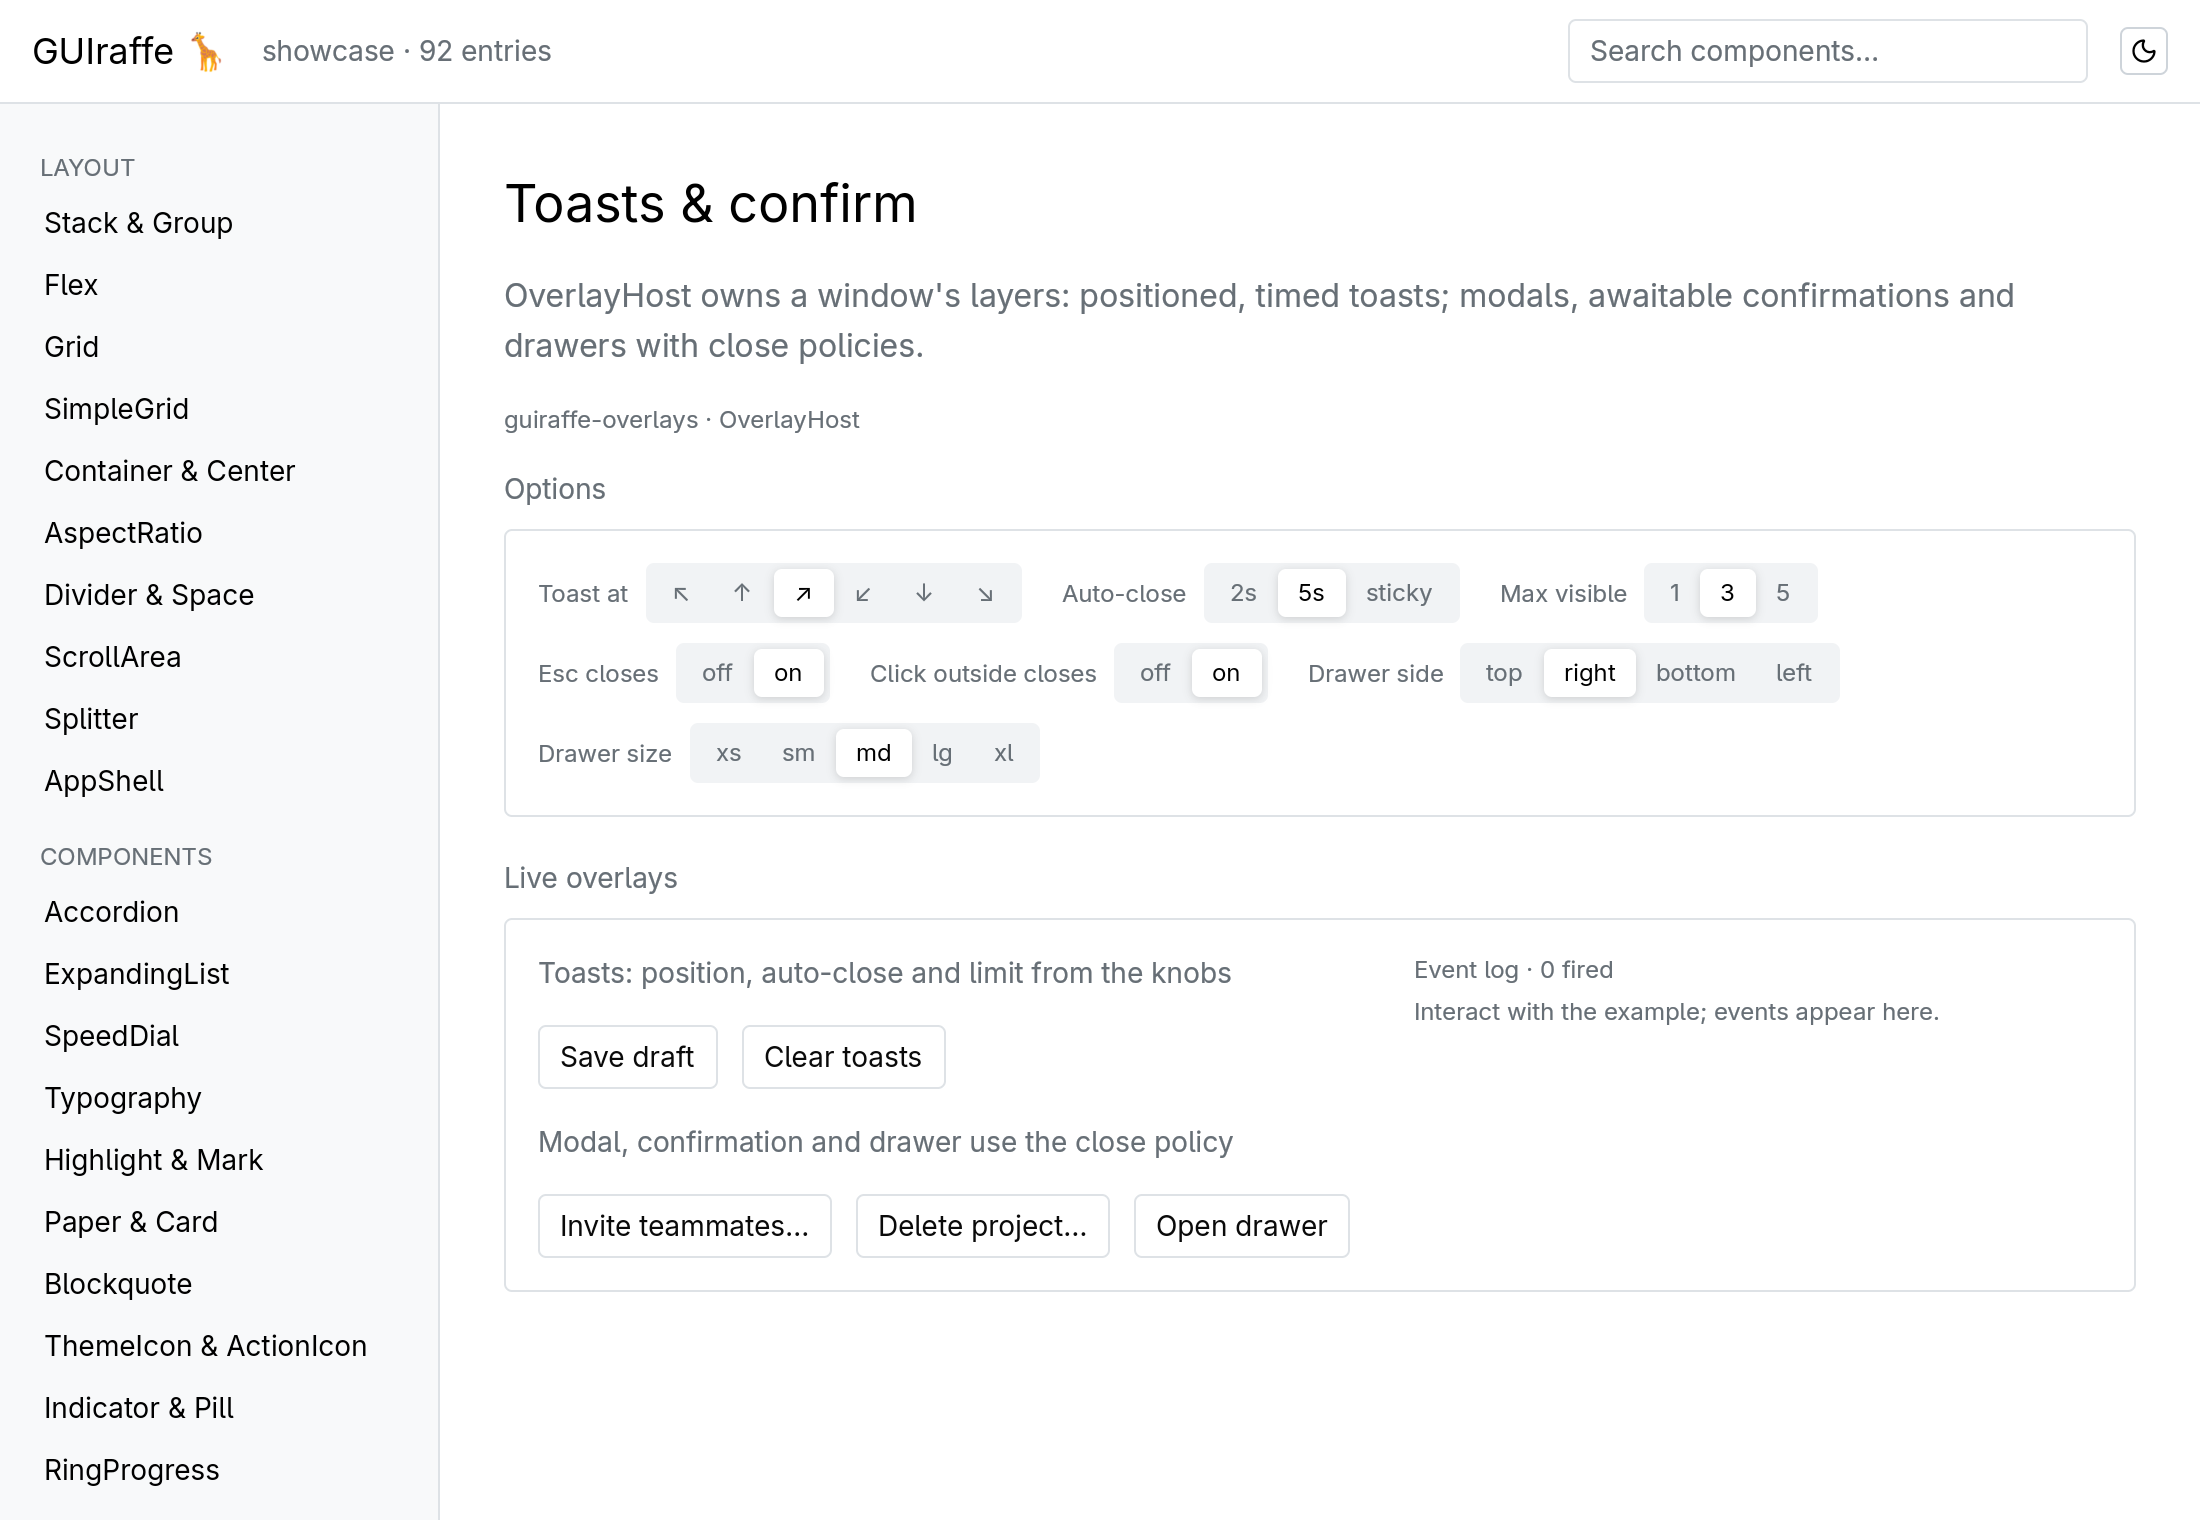 GUIraffe 🦒 showcase · 92 entries Search components...
LAYOUT
Stack & Group
Flex
Grid
SimpleGrid
Container & Center
AspectRatio
Divider & Space
ScrollArea
Splitter
AppShell
COMPONENTS
Accordion
ExpandingList
SpeedDial
Typography
Highlight & Mark
Paper & Card
Blockquote
ThemeIcon & ActionIcon
Indicator & Pill
RingProgress
Toasts & confirm
OverlayHost owns a window's layers: positioned, timed toasts; modals, awaitable confirmations and
drawers with close policies.
guiraffe-overlays · OverlayHost
Options
Toast at ↖ ↑ ↗ ↙ ↓ ↘ Auto-close 2s 5s sticky Max visible 1 3 5
Esc closes off on Click outside closes off on Drawer side top right bottom left
Drawer size xs sm md lg xl
Live overlays
Toasts: position, auto-close and limit from the knobs
Save draft Clear toasts
Modal, confirmation and drawer use the close policy
Invite teammates... Delete project... Open drawer
Event log · 0 fired
Interact with the example; events appear here.